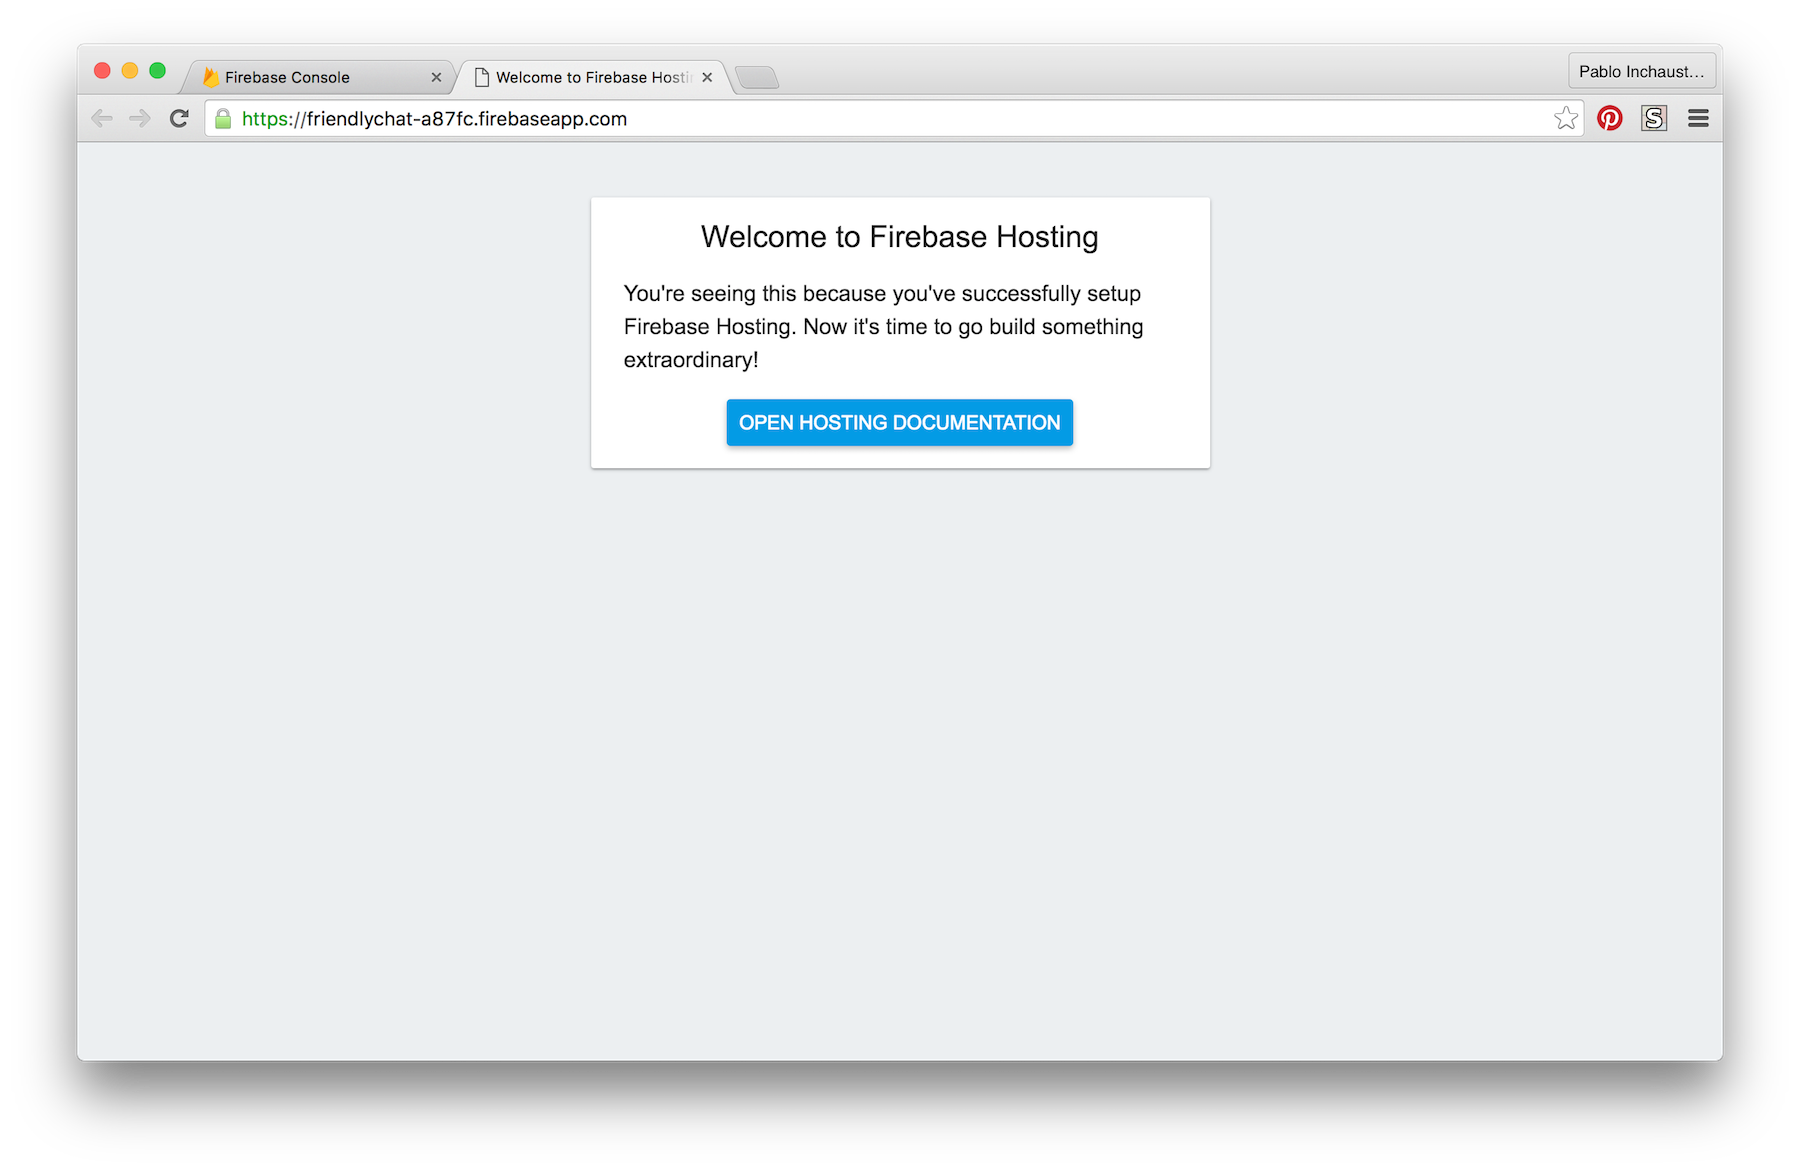 Firebase Console
Welcome to Firebase Hosti
Pablo Inchaust...
https://friendlychat-a87fc.firebaseapp.com
S
Welcome to Firebase Hosting
You're seeing this because you've successfully setup
Firebase Hosting. Now it's time to go build something
extraordinary!
OPEN HOSTING DOCUMENTATION